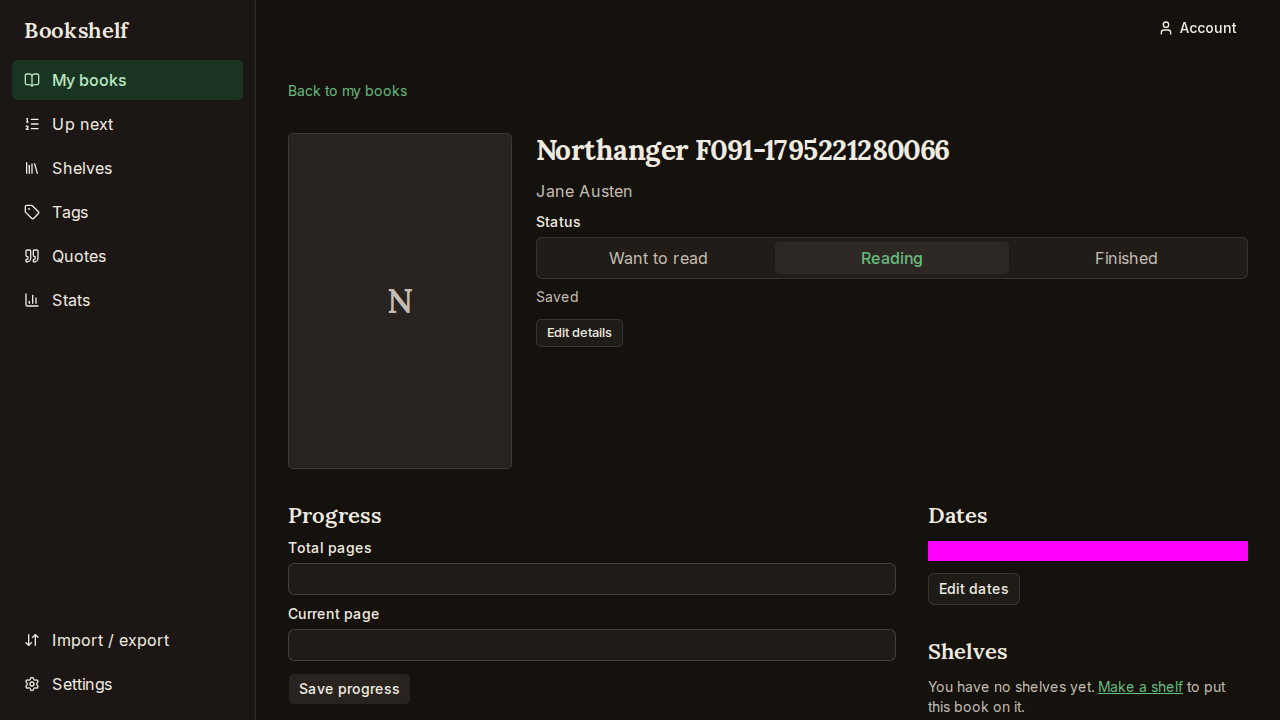 Bookshelf
My books
Up next
Shelves
Tags
Quotes
Stats
Import / export
Settings
Account
Back to my books
N
Northanger F091-1795221280066
Jane Austen
Status
Want to read
Reading
Finished
Saved
Edit details
Progress
Total pages
Current page
Save progress
Dates
Edit dates
Shelves
You have no shelves yet. Make a shelf to put
this book on it.